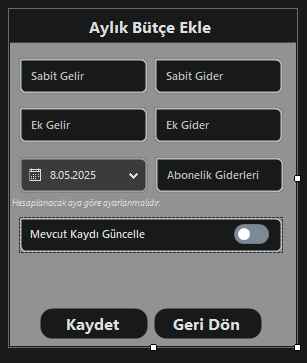 Aylık Bütçe Ekle
Sabit Gelir
Sabit Gider
Ek Gelir
Ek Gider
8.05.2025
Abonelik Giderleri
Hesaplanacak aya göre ayarlanmalıdır.
Mevcut Kaydı Güncelle
Kaydet
Geri Dön